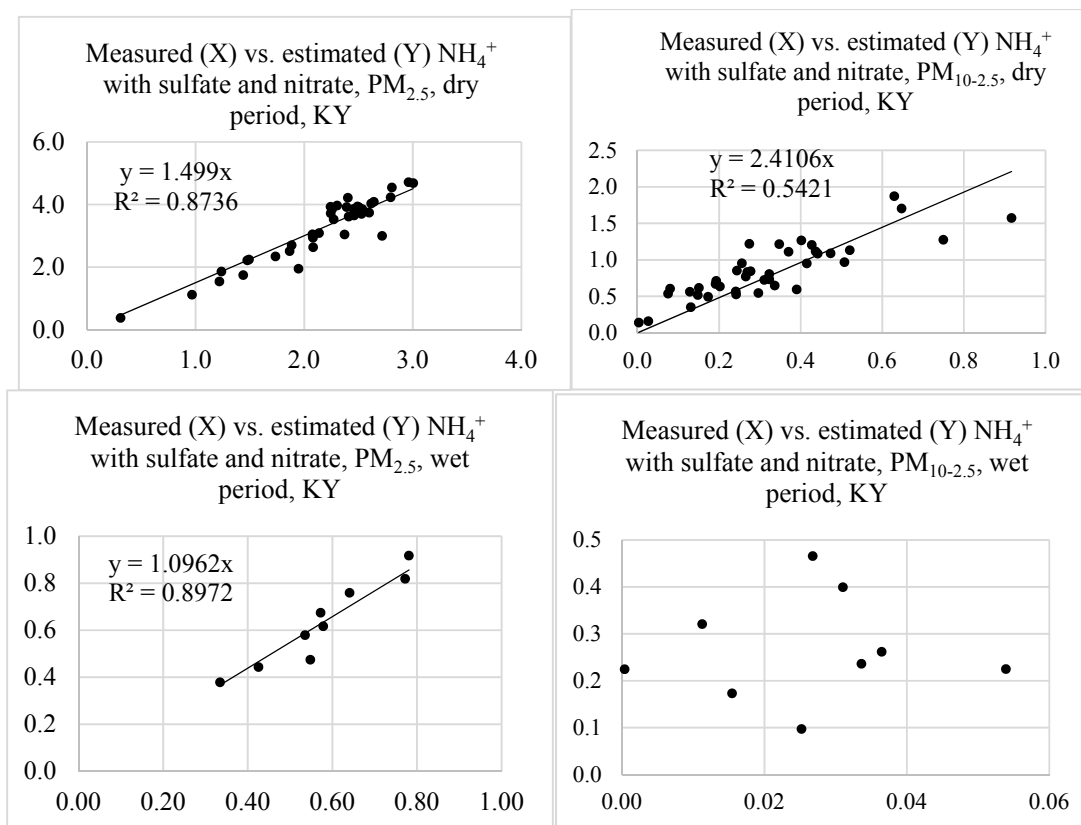 Measured (X) vs. estimated (Y) NH₄⁺
with sulfate and nitrate, PM₂.₅, dry
period, KY
6.0
4.0
2.0
0.0
y = 1.499x
R² = 0.8736
0.0 1.0 2.0 3.0 4.0
Measured (X) vs. estimated (Y) NH₄⁺
with sulfate and nitrate, PM₁₀₋₂.₅, dry
period, KY
2.5
2.0
1.5
1.0
0.5
0.0
y = 2.4106x
R² = 0.5421
0.0 0.2 0.4 0.6 0.8 1.0
Measured (X) vs. estimated (Y) NH₄⁺
with sulfate and nitrate, PM₂.₅, wet
period, KY
1.0
0.8
0.6
0.4
0.2
0.0
y = 1.0962x
R² = 0.8972
0.00 0.20 0.40 0.60 0.80 1.00
Measured (X) vs. estimated (Y) NH₄⁺
with sulfate and nitrate, PM₁₀₋₂.₅, wet
period, KY
0.5
0.4
0.3
0.2
0.1
0.0
0.00 0.02 0.04 0.06